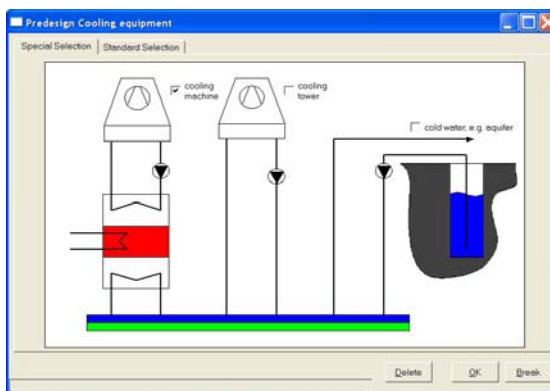 Predesign Cooling equipment
Special Selection
Standard Selection
cooling
machine
cooling
tower
cold water, e.g. aquifer
Delete
OK
Break